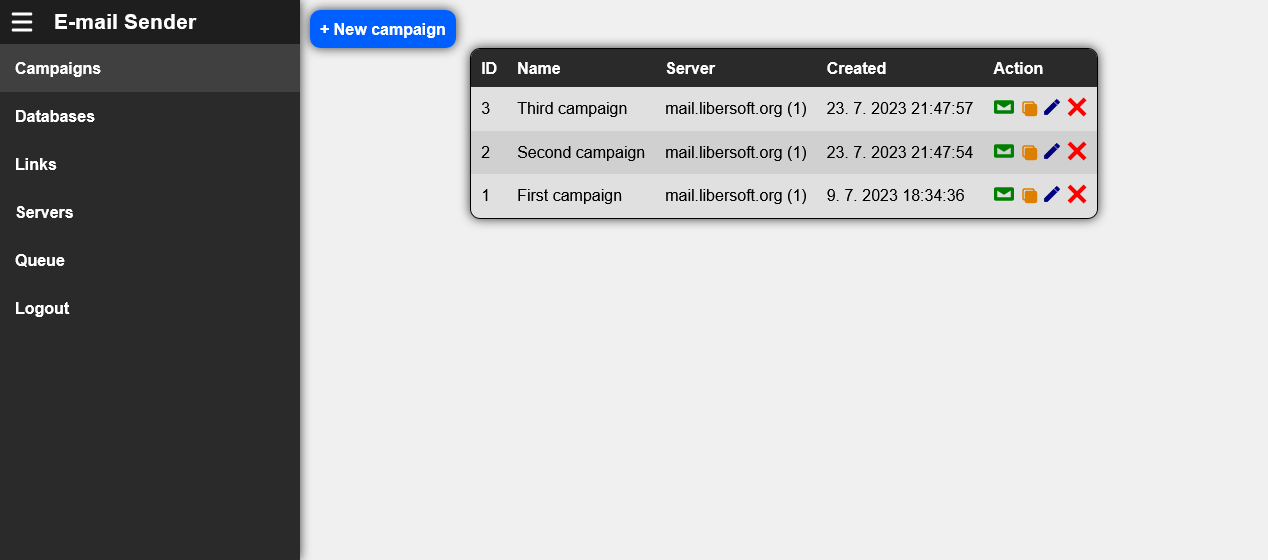 E-mail Sender
Campaigns
Databases
Links
Servers
Queue
Logout
+ New campaign
ID Name Server Created Action
3 Third campaign mail.libersoft.org (1) 23. 7. 2023 21:47:57
2 Second campaign mail.libersoft.org (1) 23. 7. 2023 21:47:54
1 First campaign mail.libersoft.org (1) 9. 7. 2023 18:34:36